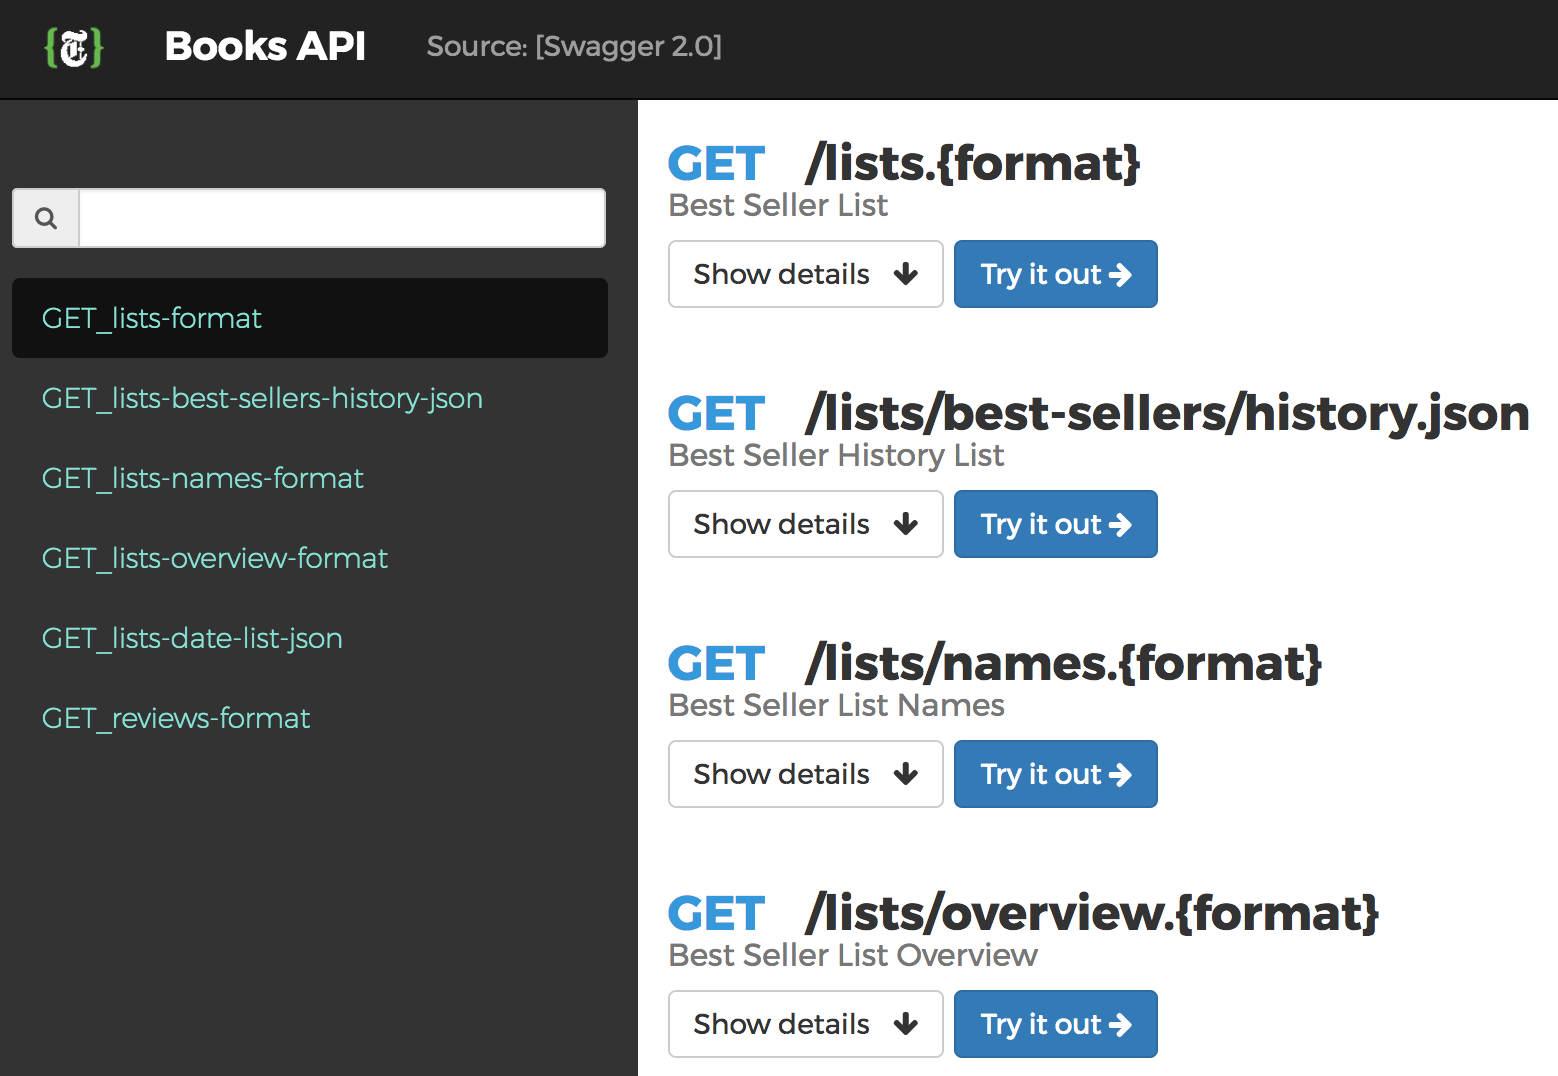 {T} Books API Source: [Swagger 2.0]
GET_lists-format
GET_lists-best-sellers-history-json
GET_lists-names-format
GET_lists-overview-format
GET_lists-date-list-json
GET_reviews-format
GET /lists.{format}
Best Seller List
Show details Try it out
GET /lists/best-sellers/history.json
Best Seller History List
Show details Try it out
GET /lists/names.{format}
Best Seller List Names
Show details Try it out
GET /lists/overview.{format}
Best Seller List Overview
Show details Try it out